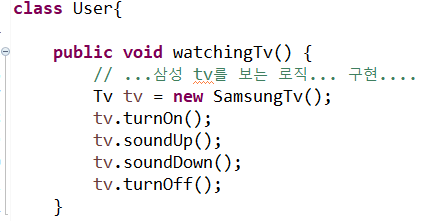 class User{
public void watchingTv() {
// ...삼성 tv를 보는 로직... 구현....
Tv tv = new SamsungTv();
tv.turnOn();
tv.soundUp();
tv.soundDown();
tv.turnOff();
}